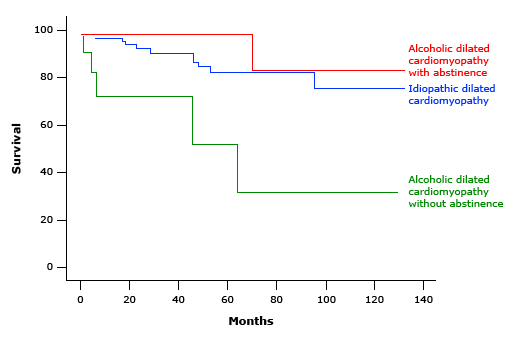 100
80
60
40
20
0
Survival
0 20 40 60 80 100 120 140
Months
Alcoholic dilated
cardiomyopathy
with abstinence
Idiopathic dilated
cardiomyopathy
Alcoholic dilated
cardiomyopathy
without abstinence